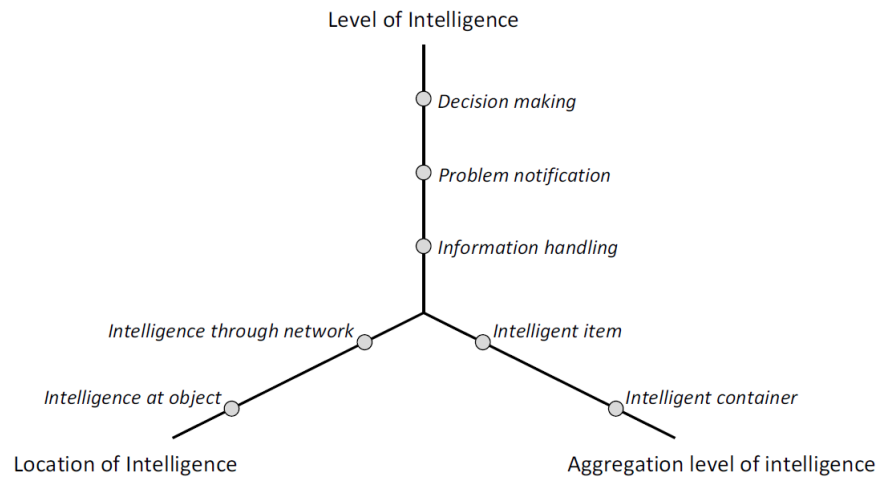 Level of Intelligence
Decision making
Problem notification
Information handling
Intelligence through network
Intelligent item
Intelligence at object
Intelligent container
Location of Intelligence
Aggregation level of intelligence